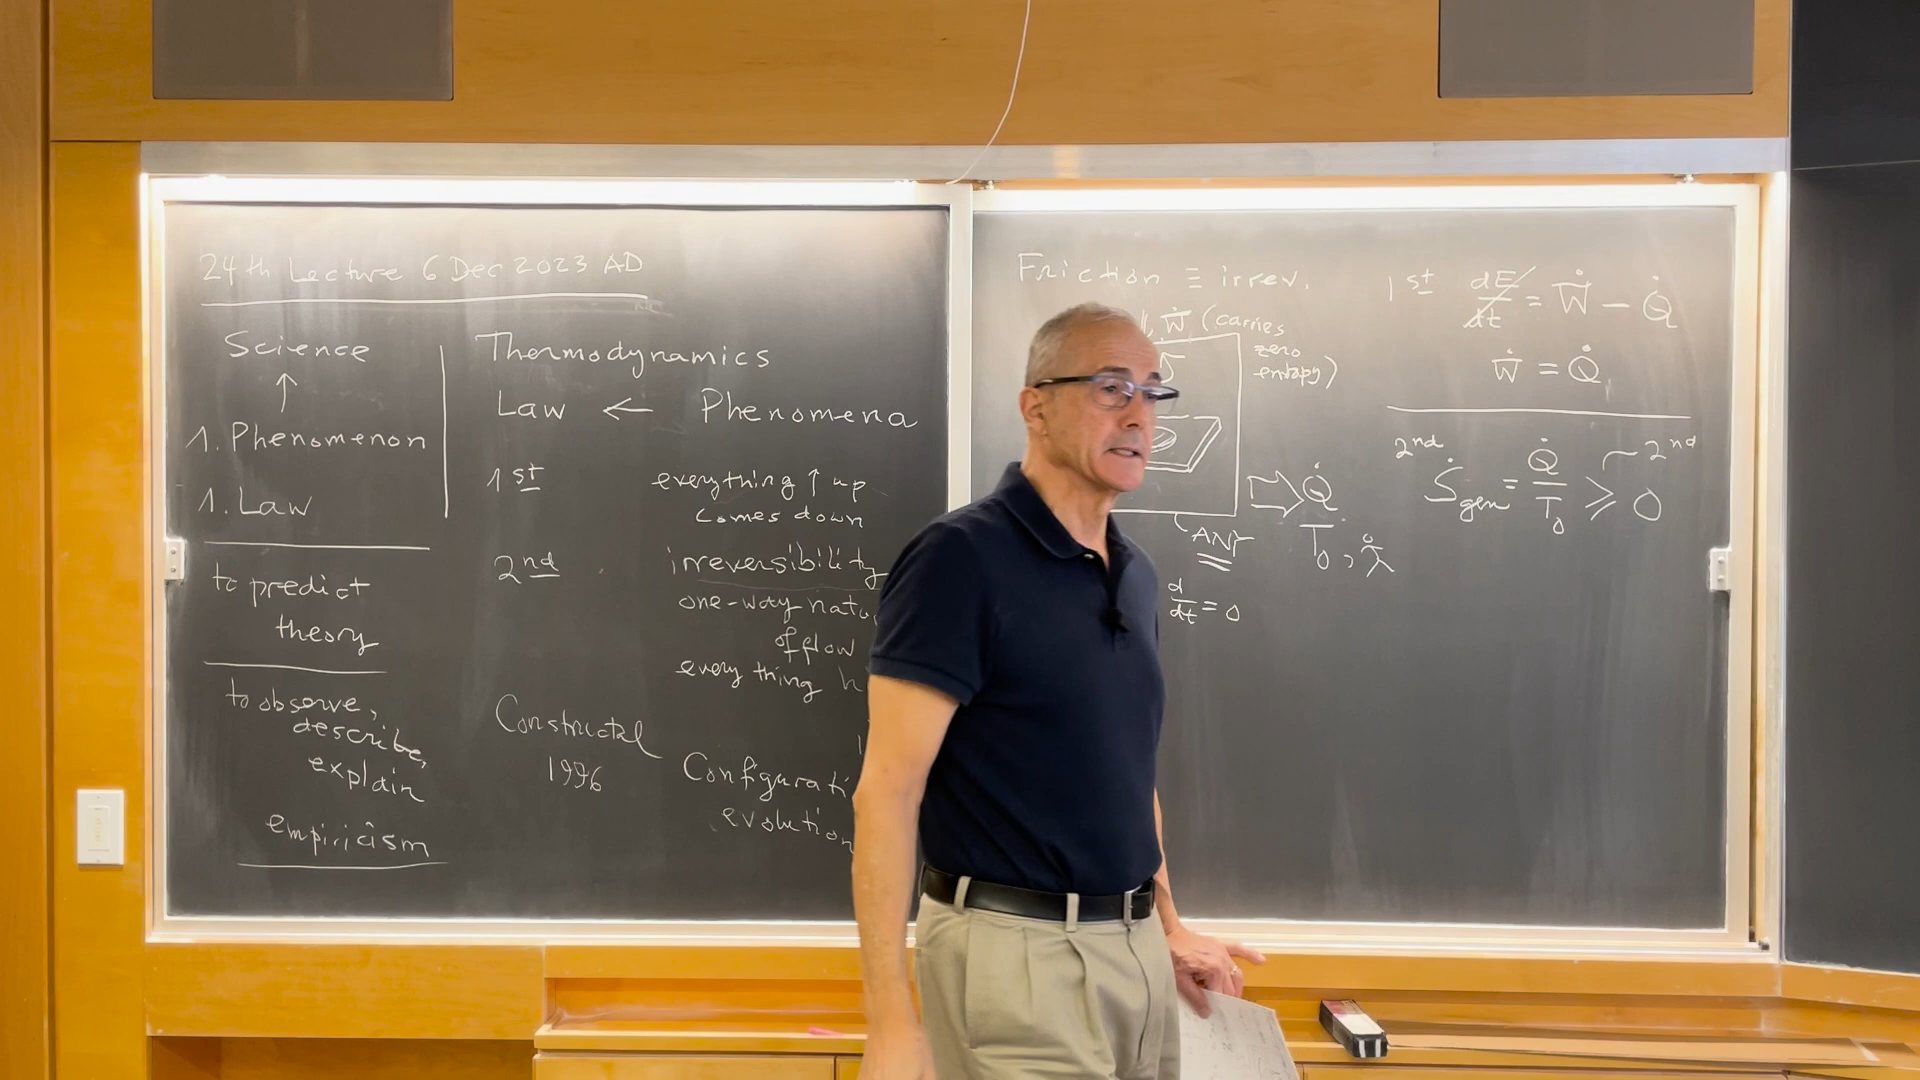 24th Lecture 6 Dec 2023 AD
Science
↑
1. Phenomenon
1. Law
to predict
theory
to observe,
describe,
explain
empiricism
Thermodynamics
Law ← Phenomena
1st everything ↑ up
comes down
2nd irreversibility
one-way natu
of flow
every thing h
Constructal
1996
Configurati
evolution
Friction ≡ irrev.
Ẇ (carries
zero
entropy)
ANY
Q̇
T₀,
d/dt = 0
1st dE/dt = Ẇ − Q̇
Ẇ = Q̇
2nd
Ṡgen = Q̇/T₀ ⩾ 0
2nd